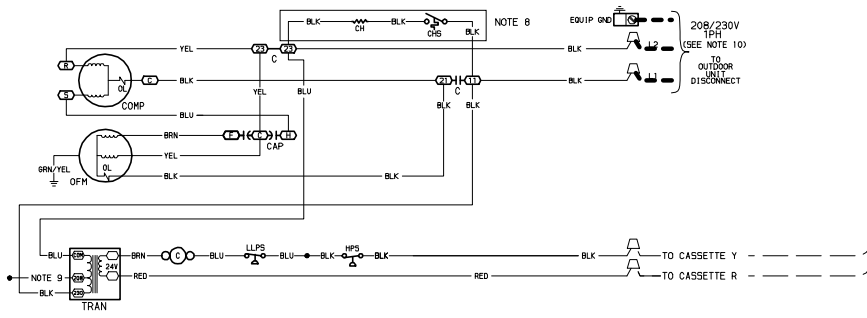 BLK CH BLK CHS BLK NOTE 8
EQUIP GND
208/230V
1PH
(SEE NOTE 10)
TO
OUTDOOR
UNIT
DISCONNECT
YEL 23 23 BLK L2
C
R
OL C BLK 21 11 BLK L1
C
S
COMP
YEL BLU BLK BLK
BLU
BRN F C H
CAP
YEL
OL
GRN/YEL
OFM
BLK BLK
BLU BRN C BLU LLPS BLU BLK HPS BLK BLK TO CASSETTE Y
NOTE 9 24V
RED RED TO CASSETTE R
BLK 230
TRAN